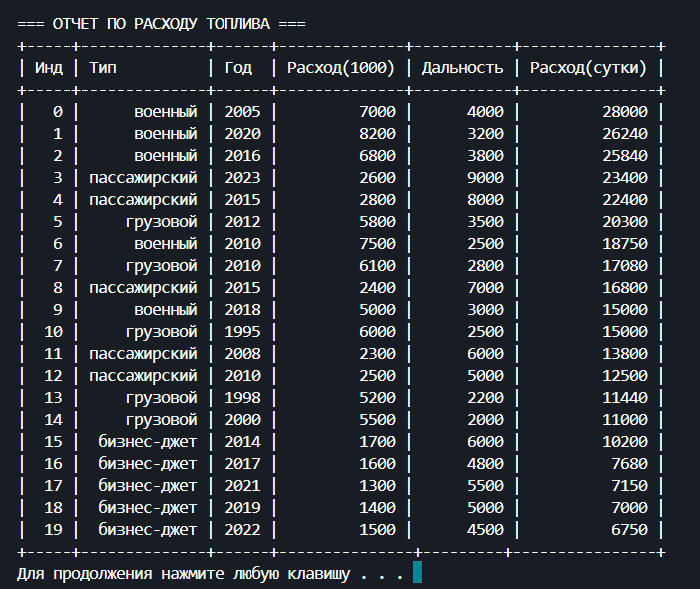 === ОТЧЕТ ПО РАСХОДУ ТОПЛИВА ===
+-----+--------------+------+--------------+-----------+---------------+
| Инд | Тип          | Год  | Расход(1000) | Дальность | Расход(сутки) |
+-----+--------------+------+--------------+-----------+---------------+
|   0 |      военный | 2005 |         7000 |      4000 |         28000 |
|   1 |      военный | 2020 |         8200 |      3200 |         26240 |
|   2 |      военный | 2016 |         6800 |      3800 |         25840 |
|   3 | пассажирский | 2023 |         2600 |      9000 |         23400 |
|   4 | пассажирский | 2015 |         2800 |      8000 |         22400 |
|   5 |     грузовой | 2012 |         5800 |      3500 |         20300 |
|   6 |      военный | 2010 |         7500 |      2500 |         18750 |
|   7 |     грузовой | 2010 |         6100 |      2800 |         17080 |
|   8 | пассажирский | 2015 |         2400 |      7000 |         16800 |
|   9 |      военный | 2018 |         5000 |      3000 |         15000 |
|  10 |     грузовой | 1995 |         6000 |      2500 |         15000 |
|  11 | пассажирский | 2008 |         2300 |      6000 |         13800 |
|  12 | пассажирский | 2010 |         2500 |      5000 |         12500 |
|  13 |     грузовой | 1998 |         5200 |      2200 |         11440 |
|  14 |     грузовой | 2000 |         5500 |      2000 |         11000 |
|  15 |  бизнес-джет | 2014 |         1700 |      6000 |         10200 |
|  16 |  бизнес-джет | 2017 |         1600 |      4800 |          7680 |
|  17 |  бизнес-джет | 2021 |         1300 |      5500 |          7150 |
|  18 |  бизнес-джет | 2019 |         1400 |      5000 |          7000 |
|  19 |  бизнес-джет | 2022 |         1500 |      4500 |          6750 |
+-----+--------------+------+---------------+---------+----------------+
Для продолжения нажмите любую клавишу . . .